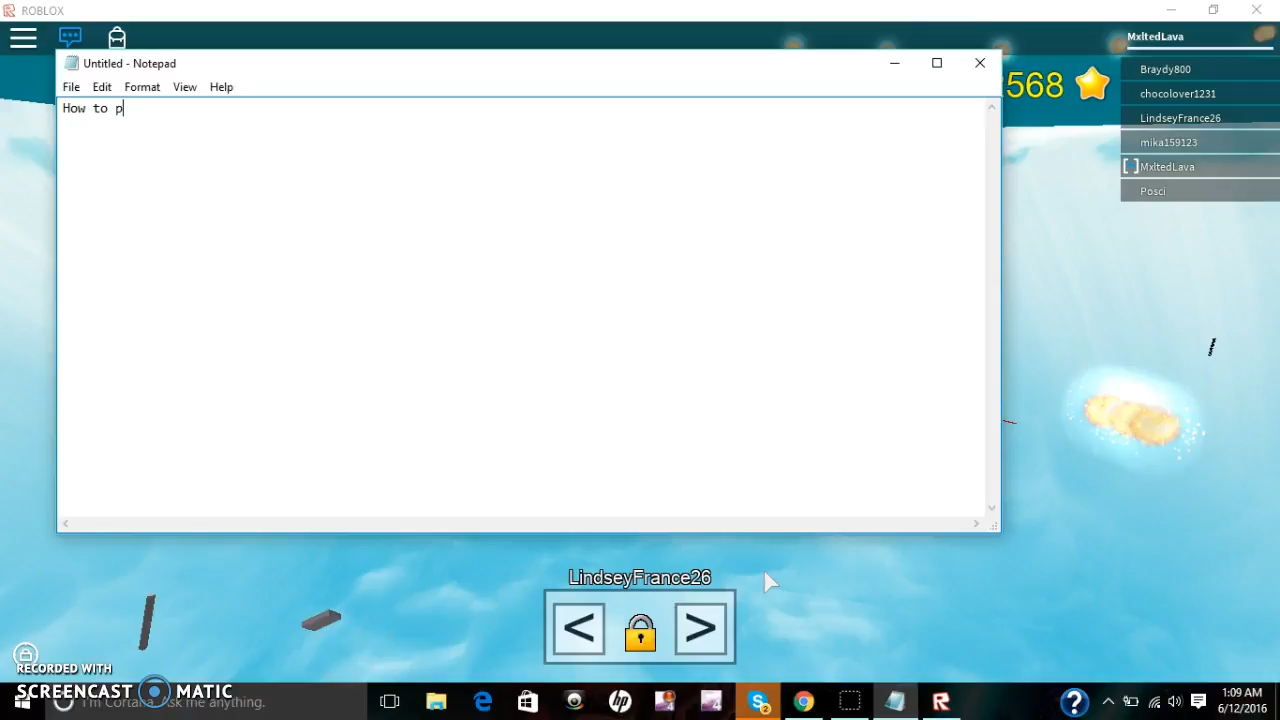 ROBLOX
Untitled - Notepad
File Edit Format View Help
How to p
568
MxltedLava
Braydy800
chocolover1231
LindseyFrance26
mika159123
MxltedLava
Posci
LindseyFrance26
< >
RECORDED WITH
SCREENCAST MATIC
I'm Cortana. Ask me anything.
1:09 AM
6/12/2016